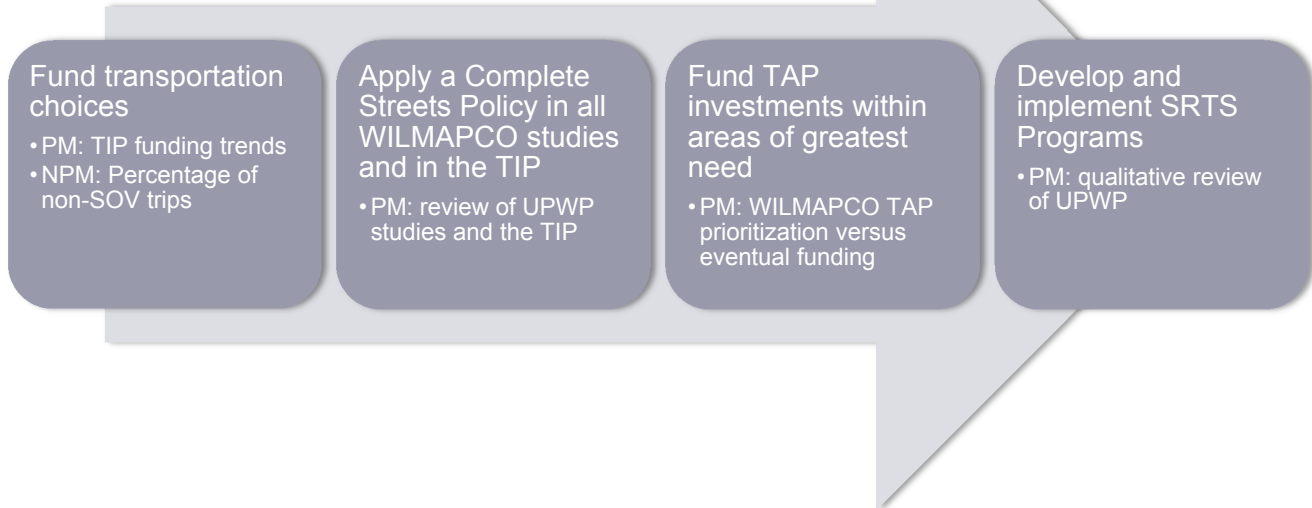 Fund transportation
choices
• PM: TIP funding trends
• NPM: Percentage of
non-SOV trips
Apply a Complete
Streets Policy in all
WILMAPCO studies
and in the TIP
• PM: review of UPWP
studies and the TIP
Fund TAP
investments within
areas of greatest
need
• PM: WILMAPCO TAP
prioritization versus
eventual funding
Develop and
implement SRTS
Programs
• PM: qualitative review
of UPWP